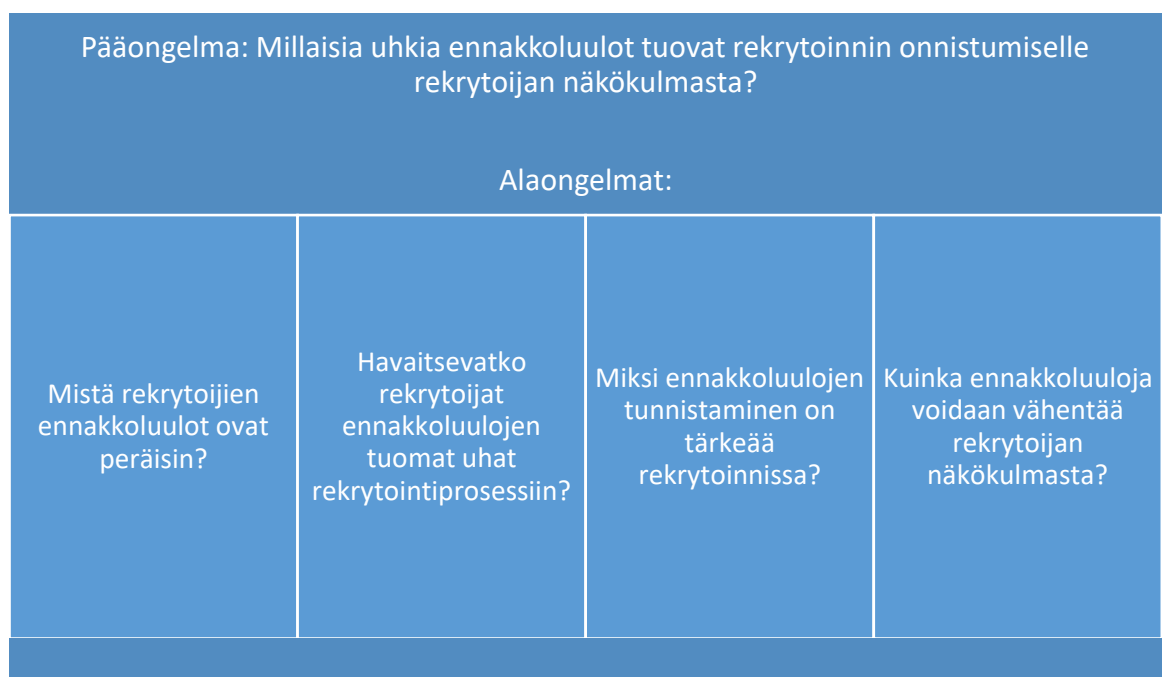 Pääongelma: Millaisia uhkia ennakkoluulot tuovat rekrytoinnin onnistumiselle
rekrytoijan näkökulmasta?
Alaongelmat:
Mistä rekrytoijien
ennakkoluulot ovat
peräisin?
Havaitsevatko
rekrytoijat
ennakkoluulojen
tuomat uhat
rekrytointiprosessiin?
Miksi ennakkoluulojen
tunnistaminen on
tärkeää
rekrytoinnissa?
Kuinka ennakkoluuloja
voidaan vähentää
rekrytoijan
näkökulmasta?